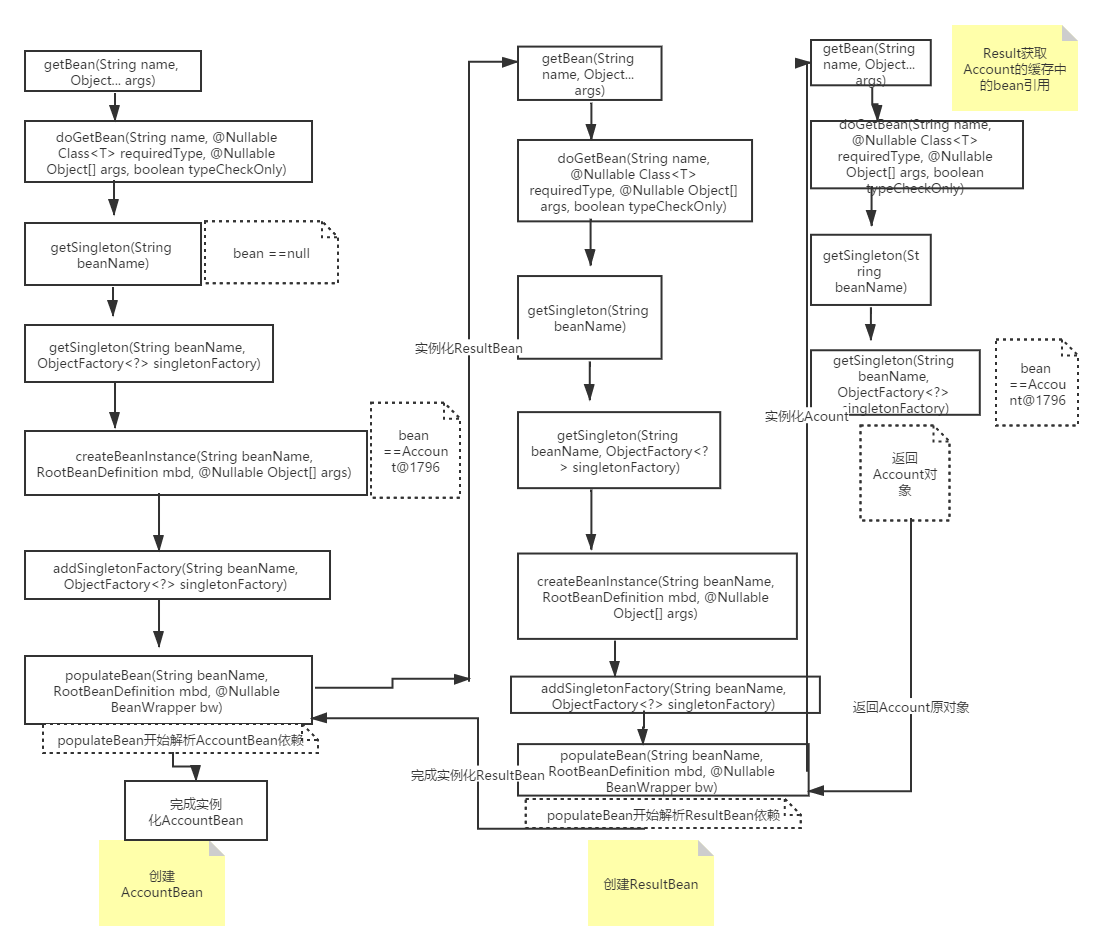 getBean(String name,
Object... args)
doGetBean(String name, @Nullable
Class<T> requiredType, @Nullable
Object[] args, boolean typeCheckOnly)
getSingleton(String
beanName)
bean ==null
getSingleton(String beanName,
ObjectFactory<?> singletonFactory)
createBeanInstance(String beanName,
RootBeanDefinition mbd, @Nullable Object[] args)
bean
==Accoun
t@1796
addSingletonFactory(String beanName,
ObjectFactory<?> singletonFactory)
populateBean(String beanName,
RootBeanDefinition mbd, @Nullable
BeanWrapper bw)
populateBean开始解析AccountBean依赖
完成实例
化AccountBean
创建
AccountBean
实例化ResultBean
完成实例化ResultBean
getBean(String
name, Object...
args)
doGetBean(String name,
@Nullable Class<T>
requiredType, @Nullable Object[]
args, boolean typeCheckOnly)
getSingleton(String
beanName)
getSingleton(String
beanName, ObjectFactory<?
> singletonFactory)
createBeanInstance(String beanName,
RootBeanDefinition mbd, @Nullable
Object[] args)
addSingletonFactory(String beanName,
ObjectFactory<?> singletonFactory)
populateBean(String beanName,
RootBeanDefinition mbd, @Nullable
BeanWrapper bw)
populateBean开始解析ResultBean依赖
创建ResultBean
实例化Acount
getBean(String
name, Object...
args)
Result获取
Account的缓存中
的bean引用
doGetBean(String name,
@Nullable Class<T>
requiredType, @Nullable
Object[] args, boolean
typeCheckOnly)
getSingleton(St
ring
beanName)
getSingleton(String
beanName,
ObjectFactory<?>
singletonFactory)
bean
==Accou
nt@1796
返回
Account对
象
返回Account原对象